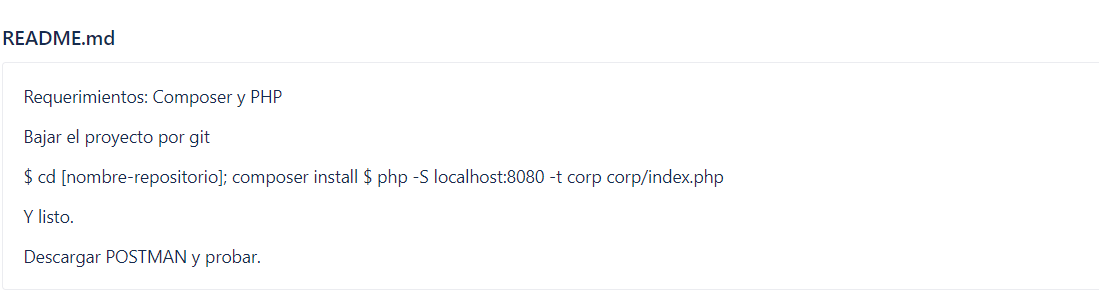 README.md
Requerimientos: Composer y PHP
Bajar el proyecto por git
$ cd [nombre-repositorio]; composer install $ php -S localhost:8080 -t corp corp/index.php
Y listo.
Descargar POSTMAN y probar.